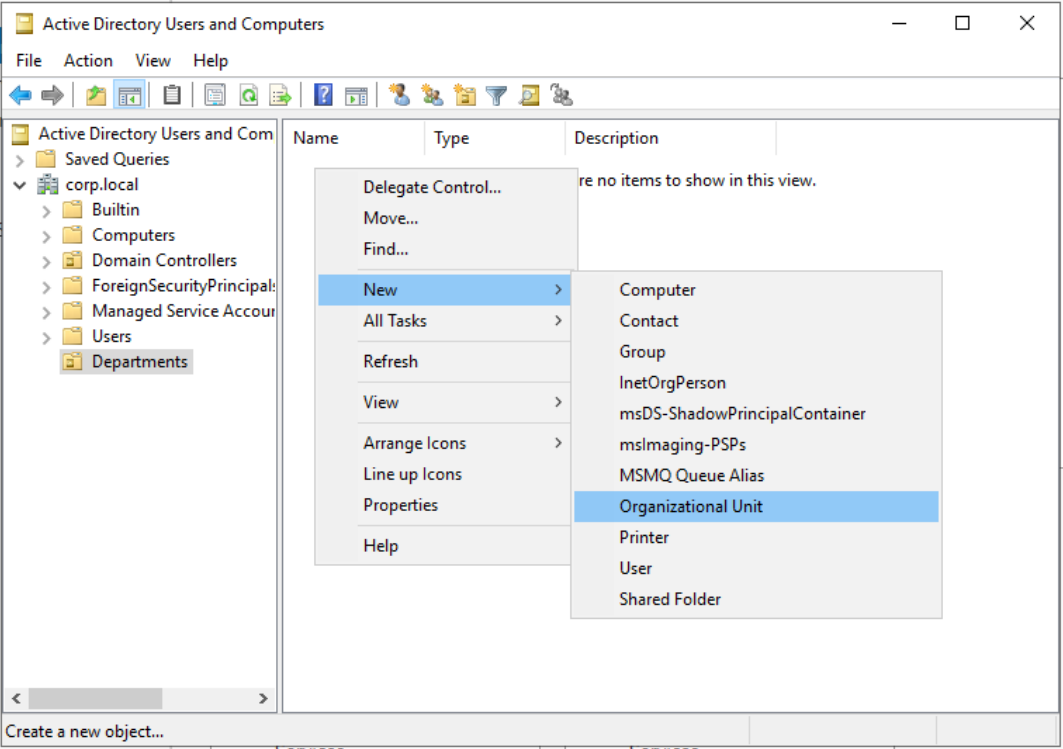 Active Directory Users and Computers
File Action View Help
Active Directory Users and Com
Saved Queries
corp.local
Builtin
Computers
Domain Controllers
ForeignSecurityPrincipals
Managed Service Accour
Users
Departments
Name Type Description
re no items to show in this view.
Delegate Control...
Move...
Find...
New
All Tasks
Refresh
View
Arrange Icons
Line up Icons
Properties
Help
Computer
Contact
Group
InetOrgPerson
msDS-ShadowPrincipalContainer
msImaging-PSPs
MSMQ Queue Alias
Organizational Unit
Printer
User
Shared Folder
Create a new object...